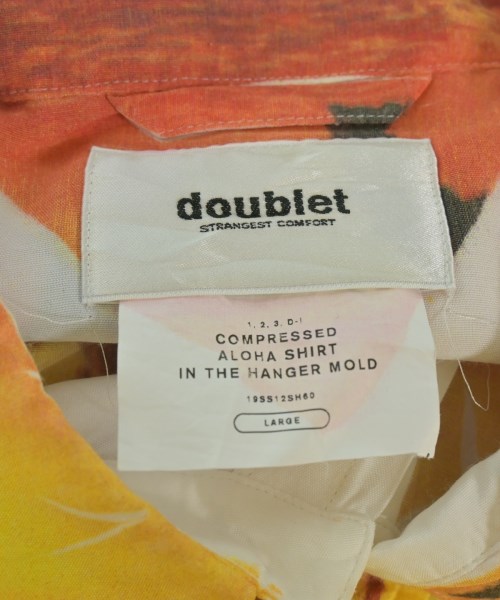 doublet
STRANGEST COMFORT
1, 2, 3, D-!
COMPRESSED
ALOHA SHIRT
IN THE HANGER MOLD
19SS12SH60
LARGE